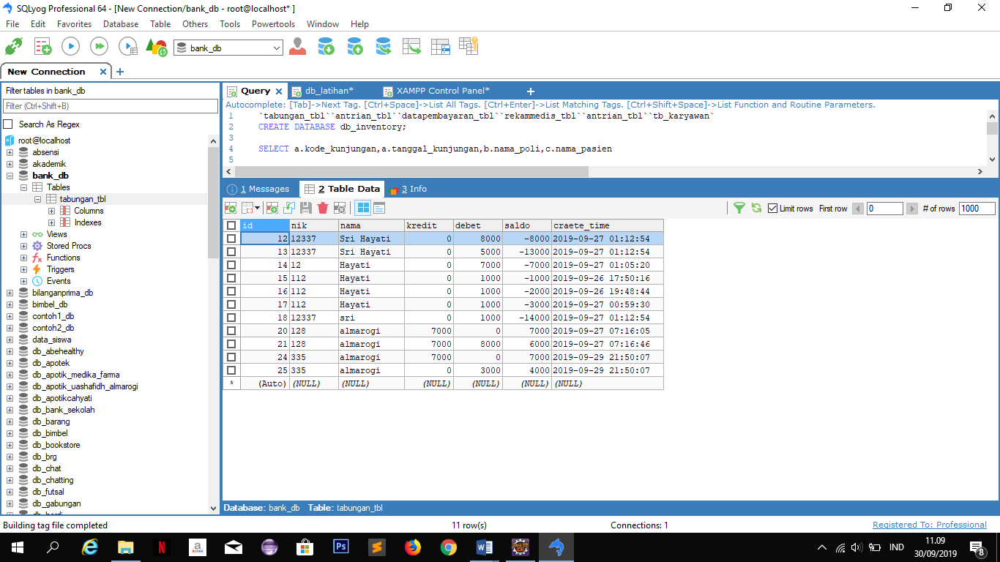 SQLyog Professional 64 - [New Connection/bank_db - root@localhost* ]
File Edit Favorites Database Table Others Tools Powertools Window Help
bank_db
New Connection
Filter tables in bank_db
Filter (Ctrl+Shift+B)
Search As Regex
root@localhost
absensi
akademik
bank_db
Tables
tabungan_tbl
Columns
Indexes
Views
Stored Procs
Functions
Triggers
Events
bilanganprima_db
bimbel_db
contoh1_db
contoh2_db
data_siswa
db_abehealthy
db_apotek
db_apotik_medika_farma
db_apotik_uashafidh_almarogi
db_apotikcahyati
db_bank_sekolah
db_barang
db_bimbel
db_bookstore
db_brg
db_chat
db_chatting
db_futsal
db_gabungan
Query db_latihan* XAMPP Control Panel*
Autocomplete: [Tab]->Next Tag. [Ctrl+Space]->List All Tags. [Ctrl+Enter]->List Matching Tags. [Ctrl+Shift+Space]->List Function and Routine Parameters.
1 `tabungan_tbl``antrian_tbl``datapembayaran_tbl``rekammedis_tbl``antrian_tbl``tb_karyawan`
2 CREATE DATABASE db_inventory;
3
4 SELECT a.kode_kunjungan,a.tanggal_kunjungan,b.nama_poli,c.nama_pasien
5
1 Messages 2 Table Data 3 Info
Limit rows First row 0 # of rows 1000
id nik nama kredit debet saldo craete_time
12 12337 Sri Hayati 0 8000 -8000 2019-09-27 01:12:54
13 12337 Sri Hayati 0 5000 -13000 2019-09-27 01:12:54
14 12 Hayati 0 7000 -7000 2019-09-27 01:05:20
15 112 Hayati 0 1000 -1000 2019-09-26 17:50:16
16 112 Hayati 0 1000 -2000 2019-09-26 19:48:44
17 112 Hayati 0 1000 -3000 2019-09-27 00:59:30
18 12337 sri 0 1000 -14000 2019-09-27 01:12:54
20 128 almarogi 7000 0 7000 2019-09-27 07:16:05
21 128 almarogi 7000 8000 6000 2019-09-27 07:16:46
24 335 almarogi 7000 0 7000 2019-09-29 21:50:07
25 335 almarogi 0 3000 4000 2019-09-29 21:50:07
* (Auto) (NULL) (NULL) (NULL) (NULL) (NULL) (NULL)
Database: bank_db Table: tabungan_tbl
Building tag file completed 11 row(s) Connections: 1 Registered To: Professional
IND
11.09
30/09/2019
8